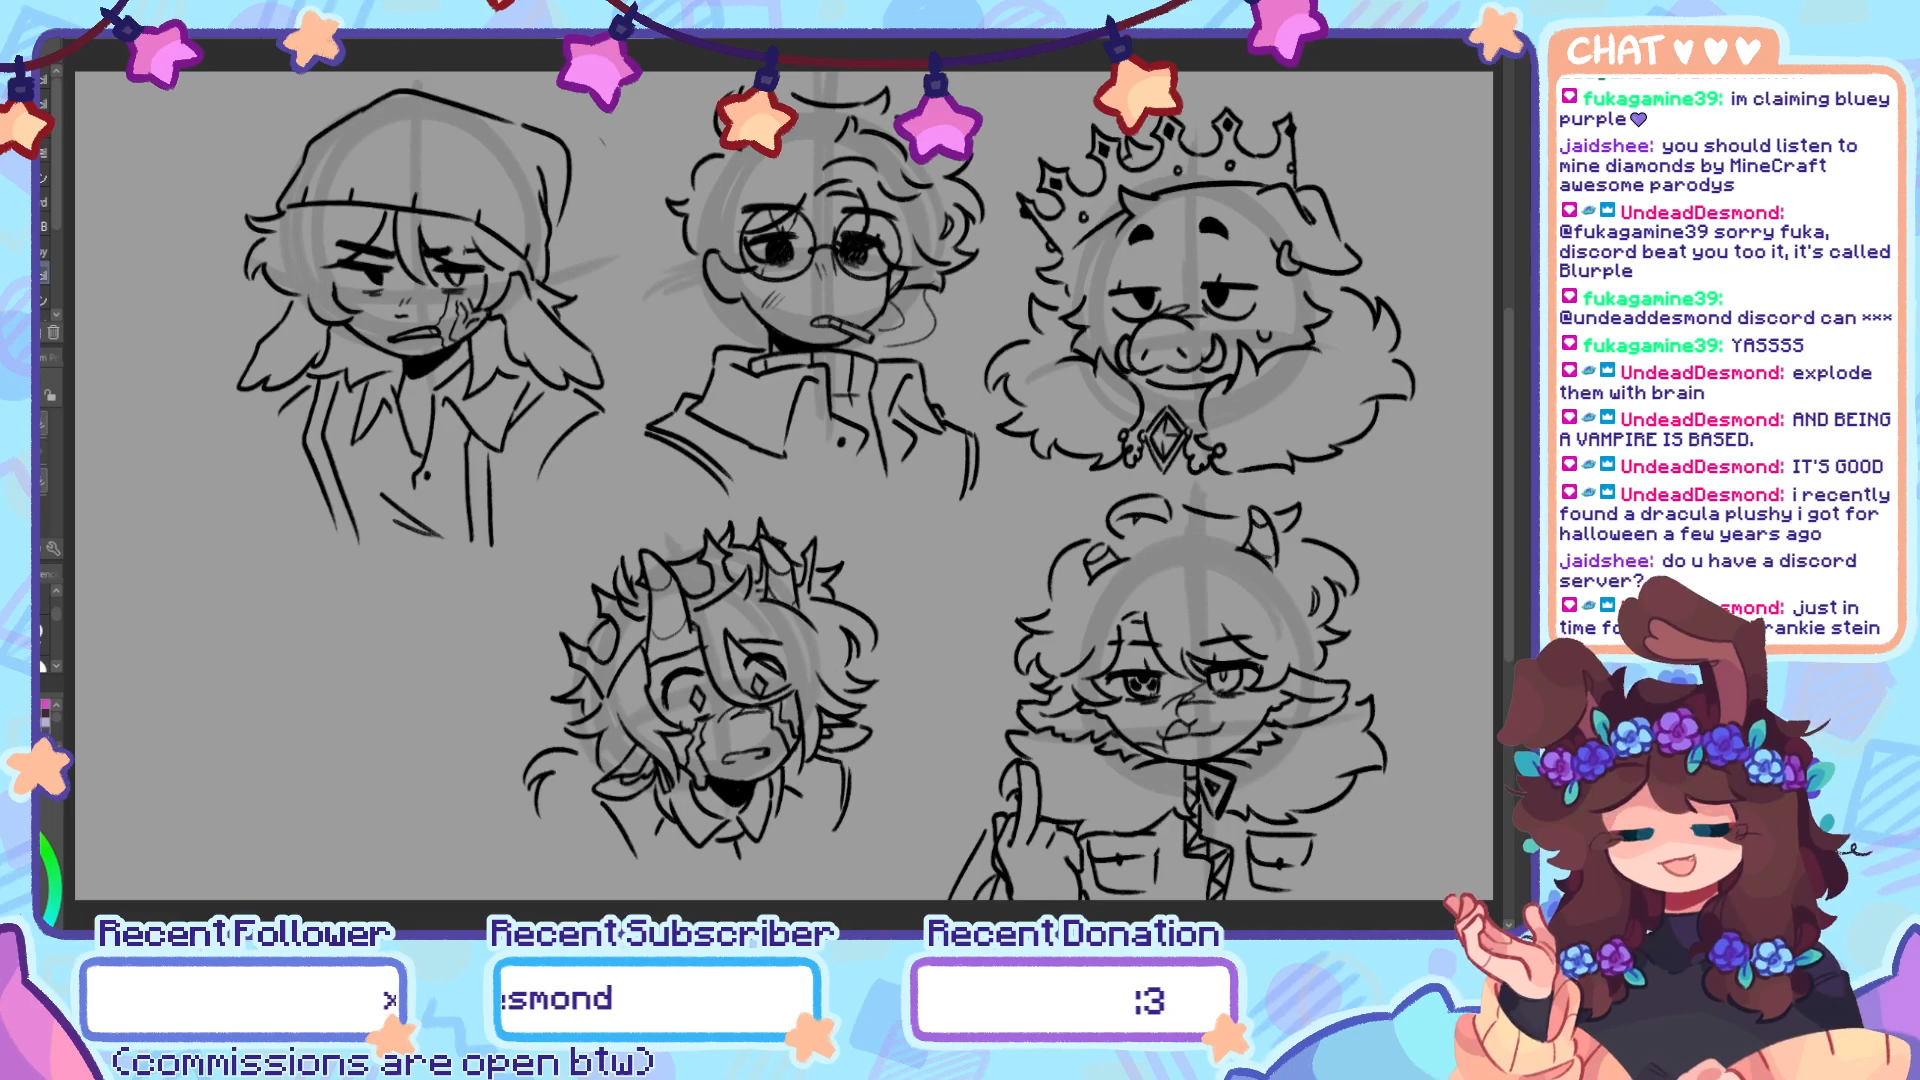 CHAT
fukagamine39: im claiming bluey
purple💜
jaidshee: you should listen to
mine diamonds by MineCraft
awesome parodys
UndeadDesmond:
@fukagamine39 sorry fuka,
discord beat you too it, it's called
Blurple
fukagamine39:
@undeaddesmond discord can ***
fukagamine39: YASSSS
UndeadDesmond: explode
them with brain
UndeadDesmond: AND BEING
A VAMPIRE IS BASED.
UndeadDesmond: IT'S GOOD
UndeadDesmond: i recently
found a dracula plushy i got for
halloween a few years ago
jaidshee: do u have a discord
server?
smond: just in
time rankie stein
Recent Follower
Recent Subscriber
Recent Donation
x
esmond
:3
(commissions are open btw)